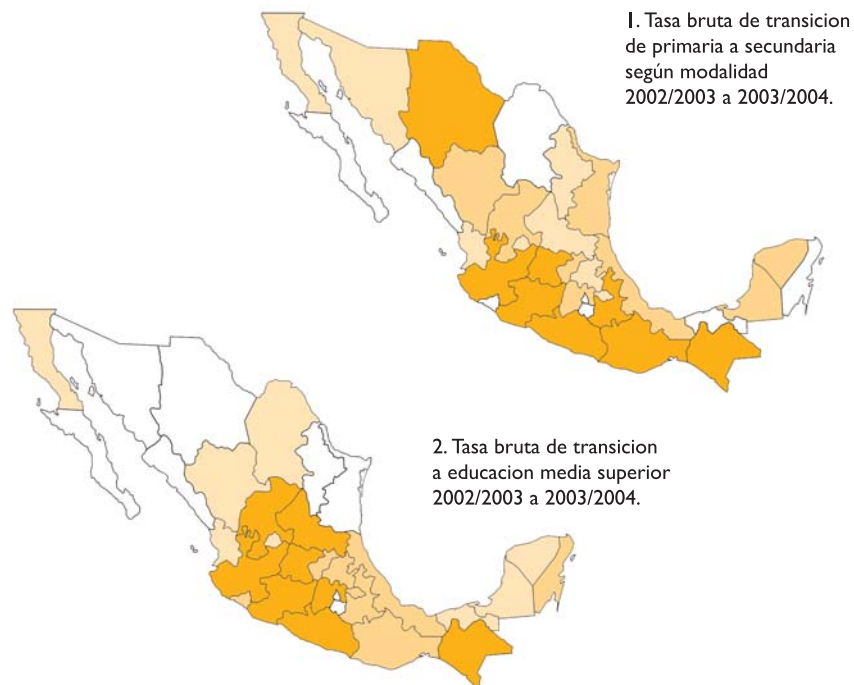 1. Tasa bruta de transicion
de primaria a secundaria
según modalidad
2002/2003 a 2003/2004.
2. Tasa bruta de transicion
a educacion media superior
2002/2003 a 2003/2004.